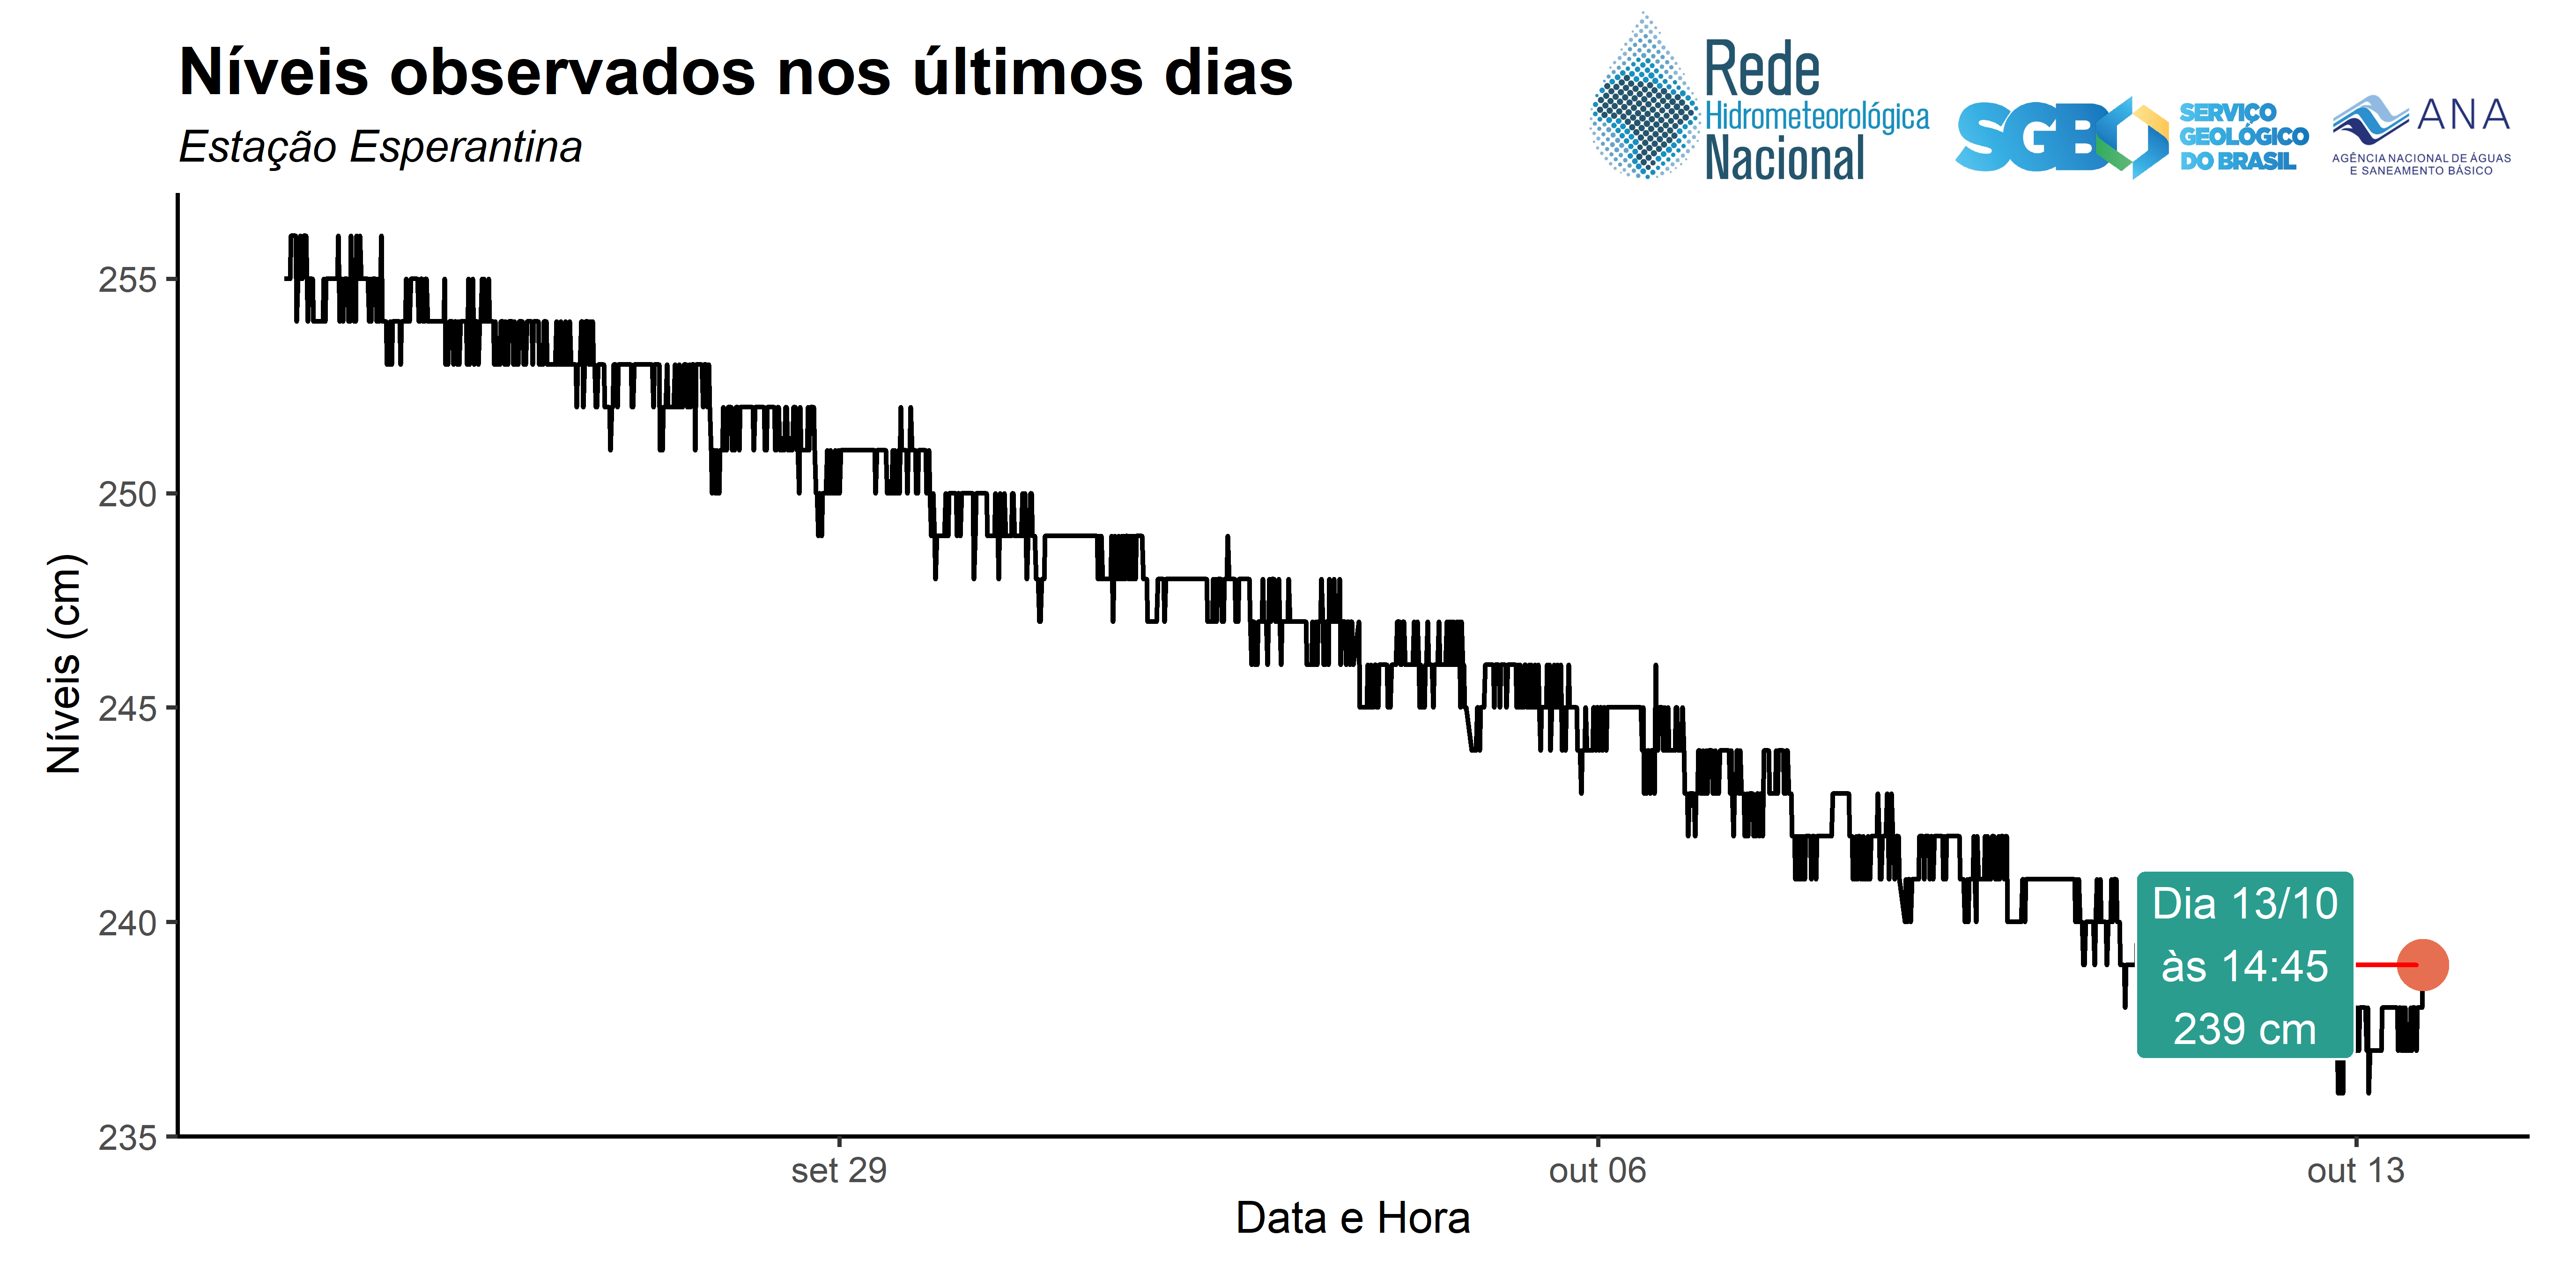 Níveis observados nos últimos dias
Estação Esperantina
Rede
Hidrometeorológica
Nacional
SGB
SERVIÇO
GEOLÓGICO
DO BRASIL
ANA
AGÊNCIA NACIONAL DE ÁGUAS
E SANEAMENTO BÁSICO
Níveis (cm)
255
250
245
240
235
Dia 13/10
às 14:45
239 cm
set 29
out 06
out 13
Data e Hora